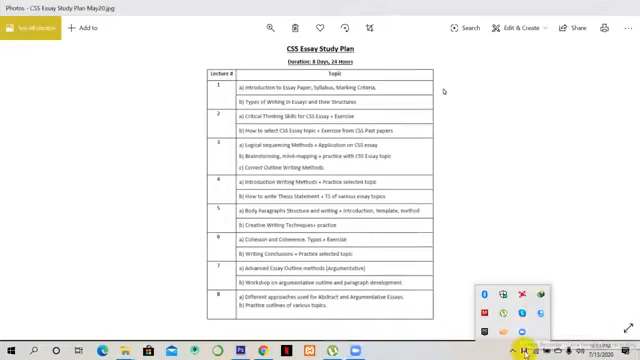 Photos - CSS Essay Study Plan May20.jpg
See all photos
Add to
Search
Edit & Create
Share
CSS Essay Study Plan
Duration: 8 Days, 24 Hours
Lecture # Topic
1 a) Introduction to Essay Paper, Syllabus, Marking Criteria,
b) Types of Writing in Essays and their Structures
2 a) Critical Thinking Skills for CSS Essay + Exercise
b) How to select CSS Essay topic + Exercise from CSS Past papers
3 a) Logical sequencing Methods + Application on CSS essay
b) Brainstorming, mind-mapping + practice with CSS Essay topic
c) Correct Outline Writing Methods
4 a) Introduction Writing Methods + Practice selected topic
b) How to write Thesis Statement + TS of various essay topics
5 a) Body Paragraphs Structure and writing + introduction, template, method
b) Creative Writing Techniques+ practice
6 a) Cohesion and Coherence. Types + Exercise
b) Writing Conclusions + Practice selected topic
7 a) Advanced Essay Outline methods (Argumentative)
b) Workshop on argumentative outline and paragraph development
8 a) Different approaches used for Abstract and Argumentative Essays.
b) Practice outlines of various topics.
7/13/2020